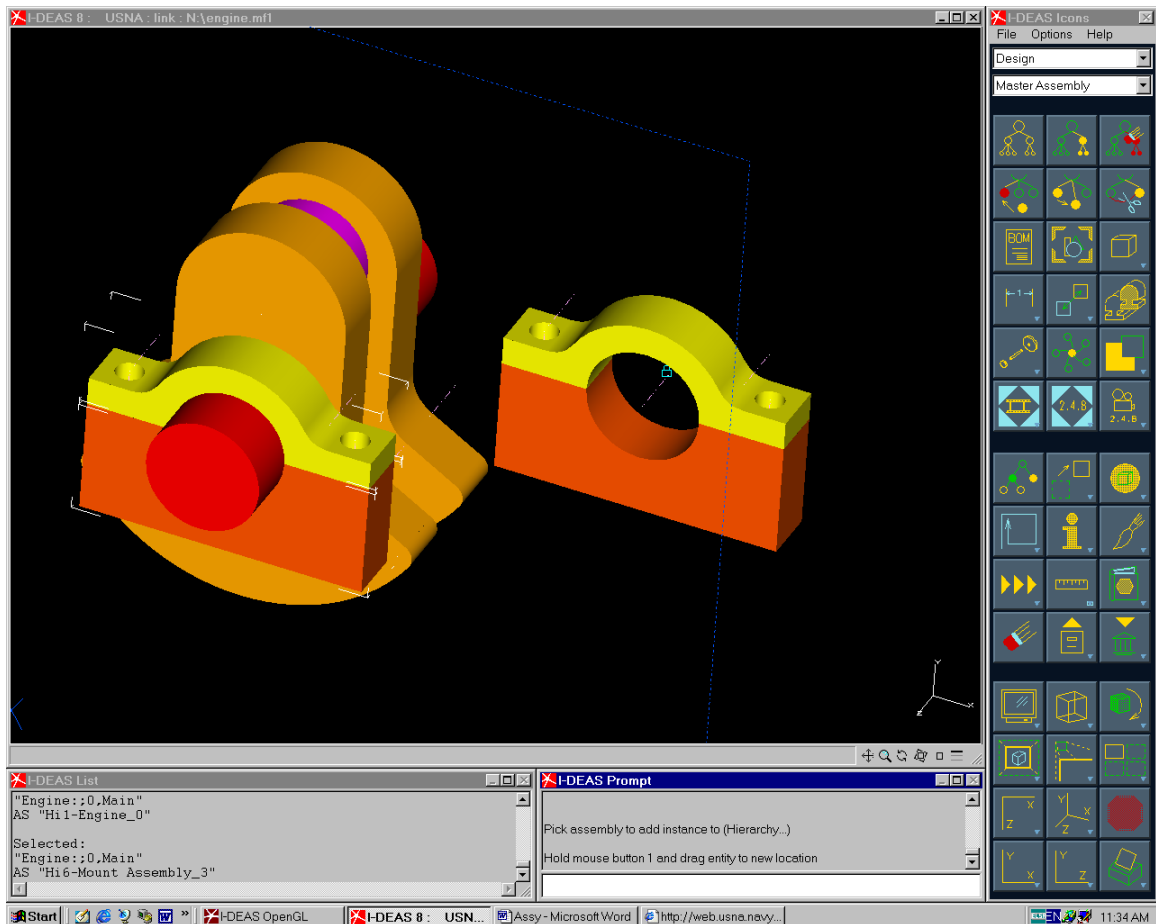 I-DEAS 8 :   USNA : link : N:\engine.mf1
I-DEAS Icons
File Options Help
Design
Master Assembly
BOM
1
2.4.B
2.4.B
Y
X
Z
I-DEAS List
"Engine:;0,Main"
AS "Hi1-Engine_0"
Selected:
"Engine:;0,Main"
AS "Hi6-Mount Assembly_3"
I-DEAS Prompt
Pick assembly to add instance to (Hierarchy...)
Hold mouse button 1 and drag entity to new location
X
Z
Y
X
Z
Y
X
Y
Z
Start
»
I-DEAS OpenGL
I-DEAS 8 :   USN...
Assy - Microsoft Word
http://web.usna.navy...
EN
11:34 AM